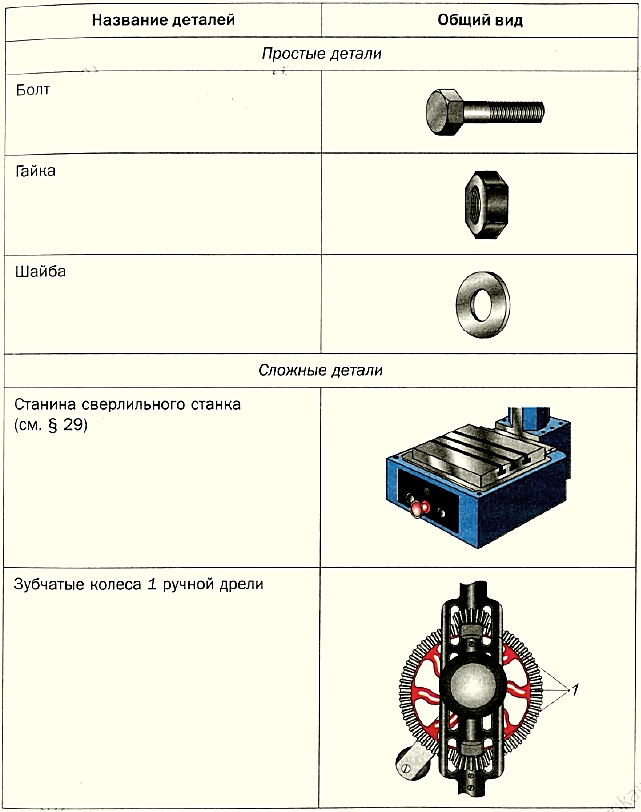 Название деталей
Общий вид
Простые детали
Болт
Гайка
Шайба
Сложные детали
Станина сверлильного станка
(см. § 29)
Зубчатые колеса 1 ручной дрели
1